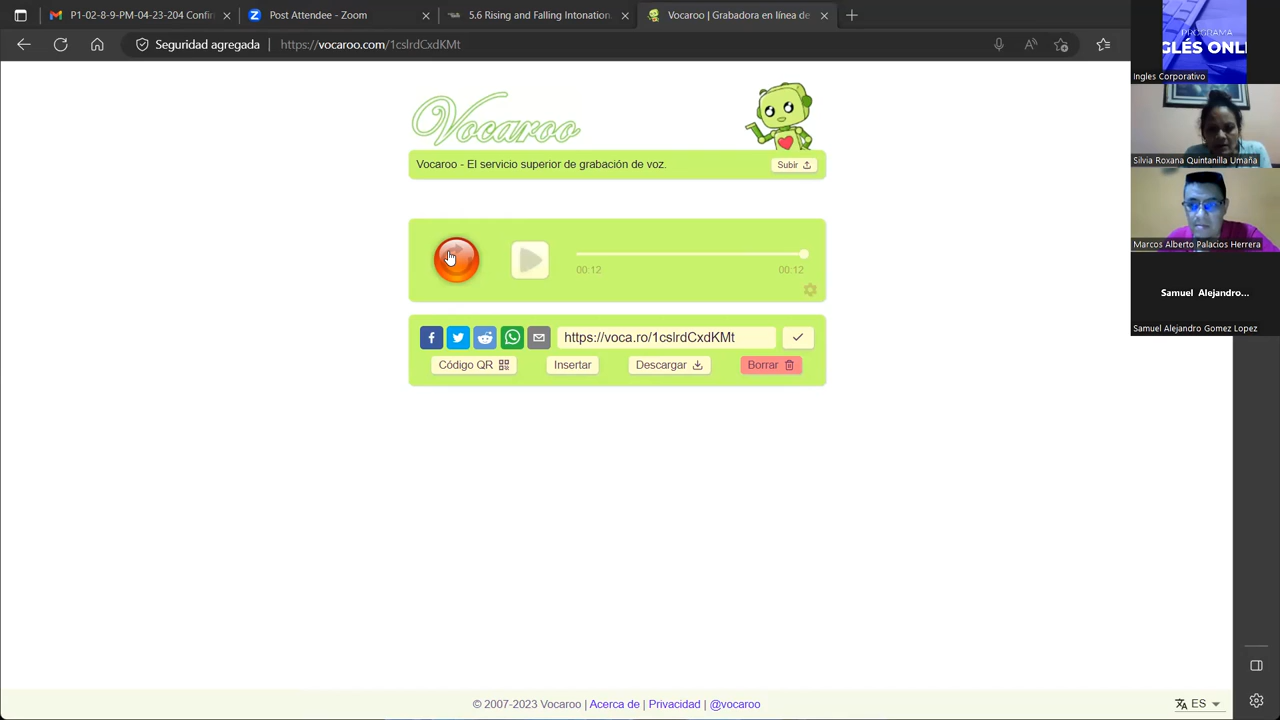 P1-02-8-9-PM-04-23-204 Confir
Post Attendee - Zoom
5.6 Rising and Falling Intonation
Vocaroo | Grabadora en línea de
Seguridad agregada
https://vocaroo.com/1cslrdCxdKMt
PROGRAMA
GLÉS ONLI
Ingles Corporativo
Silvia Roxana Quintanilla Umaña
Marcos Alberto Palacios Herrera
Samuel Alejandro...
Samuel Alejandro Gomez Lopez
Vocaroo
Vocaroo - El servicio superior de grabación de voz.
Subir
00:12
00:12
https://voca.ro/1cslrdCxdKMt
Código QR
Insertar
Descargar
Borrar
© 2007-2023 Vocaroo | Acerca de | Privacidad | @vocaroo
ES